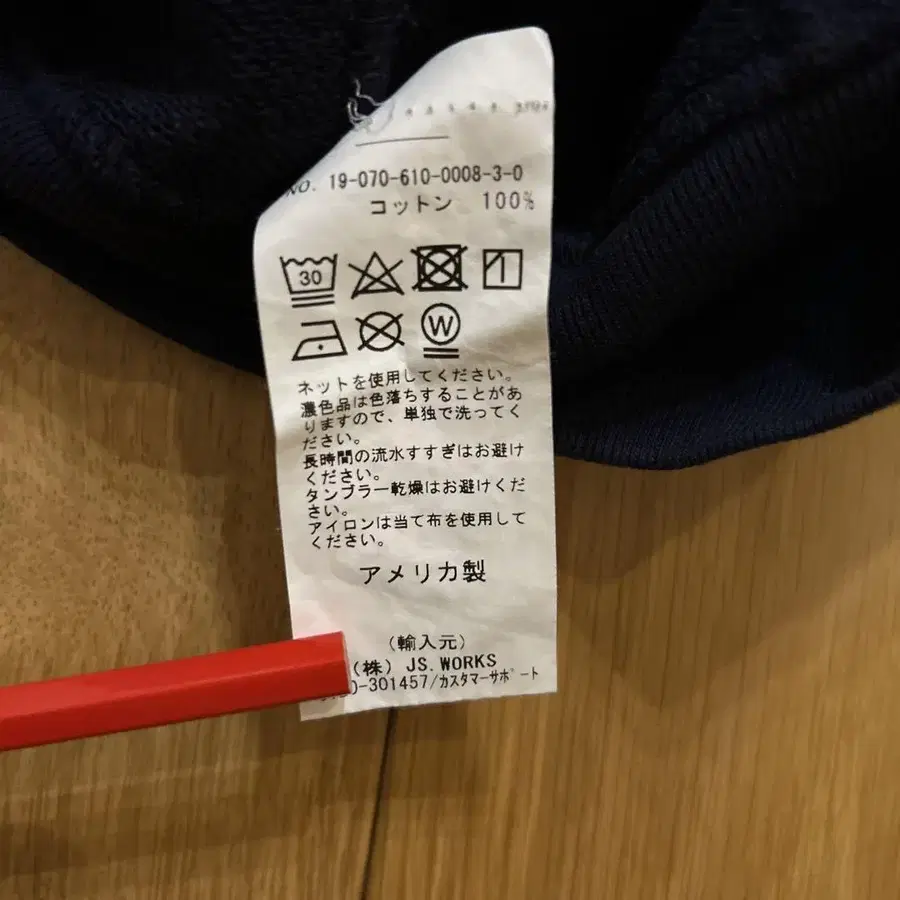 NO. 19-070-610-0008-3-0
コットン 100%
30
W
ネットを使用してください。
濃色品は色落ちすることがあ
りますので、単独で洗ってく
ださい。
長時間の流水すすぎはお避け
ください。
タンブラー乾燥はお避けくだ
さい。
アイロンは当て布を使用して
ください。
アメリカ製
(輸入元)
(株) JS.WORKS
0-301457/カスタマーサポート